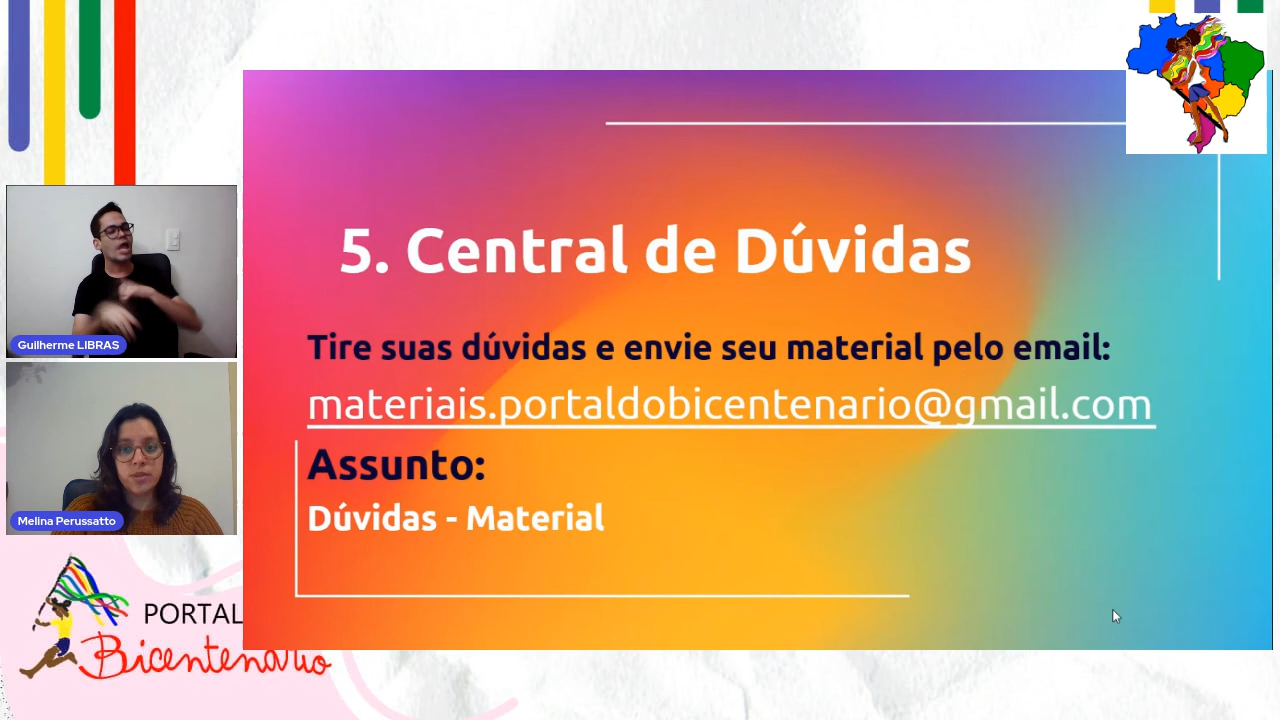 5. Central de Dúvidas
Tire suas dúvidas e envie seu material pelo email:
materiais.portaldobicentenario@gmail.com
Assunto:
Dúvidas - Material
Guilherme LIBRAS
Melina Perussatto
PORTAL
Bicentenário